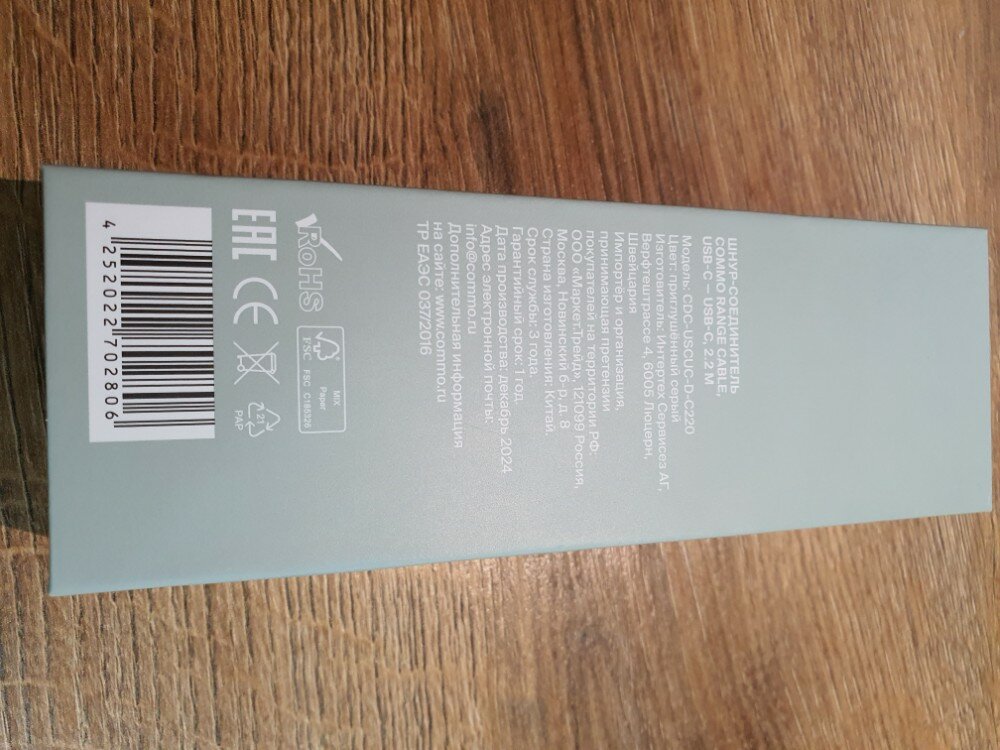 ШНУР-СОЕДИНИТЕЛЬ
COMMO RANGE CABLE,
USB-C — USB-C, 2.2 М
Модель: CDC-USCUC-D-C220
Цвет: приглушённый серый
Изготовитель: Интертех Сервисез АГ,
Верфтештрассе 4, 6005 Люцерн,
Швейцария
Импортёр и организация,
принимающая претензии
покупателей на территории РФ:
ООО «Маркет.Трейд», 121099 Россия,
Москва, Новинский б-р, д. 8
Страна изготовления: Китай
Срок службы: 3 года.
Гарантийный срок: 1 год.
Дата производства: декабрь 2024
Адрес электронной почты:
info@commo.ru
Дополнительная информация
на сайте: www.commo.ru
ТР ЕАЭС 037/2016
RoHS
FSC
MIX
Paper
FSC C165326
EAC CE
21
PAP
4 252022 702806